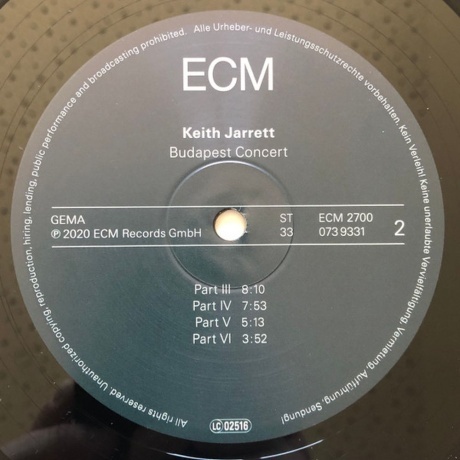 ECM
Keith Jarrett
Budapest Concert
GEMA ST ECM 2700
℗ 2020 ECM Records GmbH 33 073 9331 2
Part III 8:10
Part IV 7:53
Part V 5:13
Part VI 3:52
LC 02516
All rights reserved. Unauthorized copying, reproduction, hiring, lending, public performance and broadcasting prohibited. Alle Urheber- und Leistungsschutzrechte vorbehalten. Kein Verleih! Keine unerlaubte Vervielfältigung, Vermietung, Aufführung, Sendung!